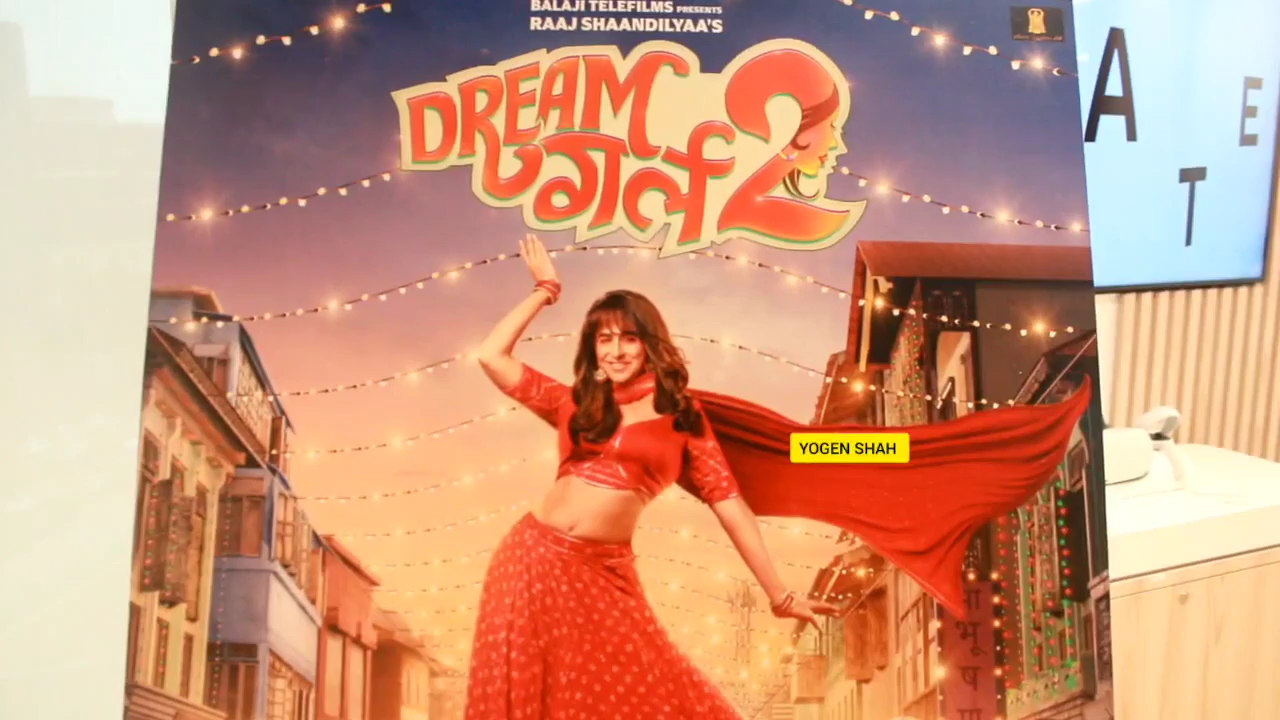 BALAJI TELEFILMS PRESENTS
RAAJ SHAANDILYAA'S
DREAM
गर्ल 2
YOGEN SHAH
A
E
T
भूष